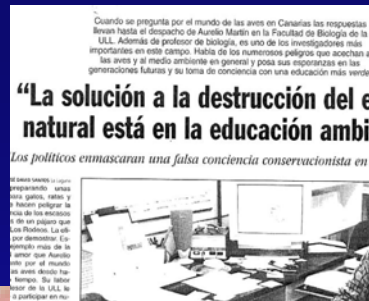 Cuando se pregunta por el mundo de las aves en Canarias las respuestas
llevan hasta el despacho de Aurelio Martín en la Facultad de Biología de la
ULL. Además de profesor de biología, es uno de los investigadores más
importantes en este campo. Habla de los numerosos peligros que acechan a
las aves y al medio ambiente en general y posa sus esperanzas en las
generaciones futuras y su toma de conciencia con una educación más verde
“La solución a la destrucción del e
natural está en la educación ambi
Los políticos enmascaran una falsa conciencia conservacionista en
preparando unas
para gatos, ratas y
hacen peligrar la
ncia de los escasos
s de un pájaro que
Los Rodeos. La efi-
por demostrar. Es-
ejemplo más de la
l amor que Aurelio
nte por el mundo
as aves desde ha-
tiempo. Su labor
esor de la ULL le
a participar en nu-